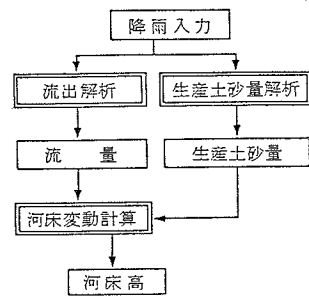 降雨入力
流出解析
生産土砂量解析
流 量
生産土砂量
河床変動計算
河床高